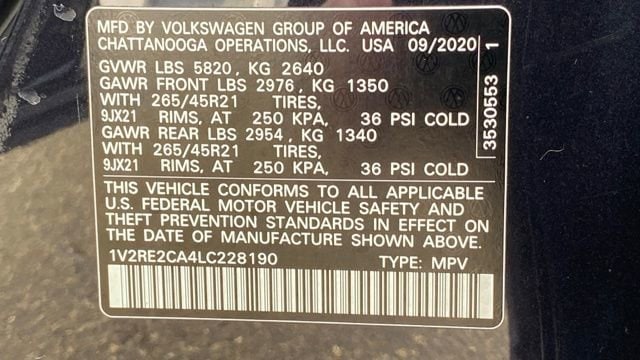 MFD BY VOLKSWAGEN GROUP OF AMERICA
CHATTANOOGA OPERATIONS, LLC. USA 09/2020
GVWR LBS 5820, KG 2640
GAWR FRONT LBS 2976, KG 1350
WITH 265/45R21 TIRES,
9JX21 RIMS, AT 250 KPA, 36 PSI COLD
GAWR REAR LBS 2954, KG 1340
WITH 265/45R21 TIRES,
9JX21 RIMS, AT 250 KPA, 36 PSI COLD
THIS VEHICLE CONFORMS TO ALL APPLICABLE
U.S. FEDERAL MOTOR VEHICLE SAFETY AND
THEFT PREVENTION STANDARDS IN EFFECT ON THE
DATE OF MANUFACTURE SHOWN ABOVE.
1V2RE2CA4LC228190 TYPE: MPV
3530553 1